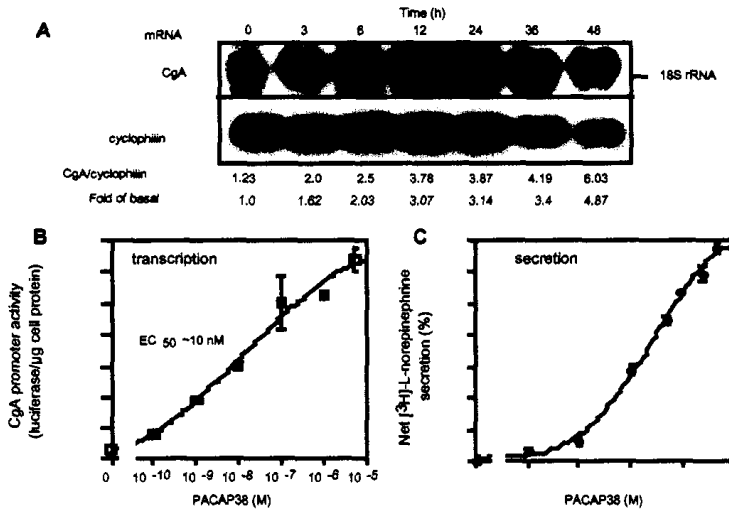 A
Time (h)
mRNA 0 3 6 12 24 36 48
CgA
18S rRNA
cyclophilin
CgA/cyclophilin 1.23 2.0 2.5 3.78 3.87 4.19 6.03
Fold of basal 1.0 1.62 2.03 3.07 3.14 3.4 4.87
B
transcription
EC 50 ~10 nM
CgA promoter activity
(luciferase/µg cell protein)
0 10 -10 10 -9 10 -8 10 -7 10 -6 10 -5
PACAP38 (M)
C
secretion
Net [3H]-L-norepinephrine
secretion (%)
PACAP38 (M)